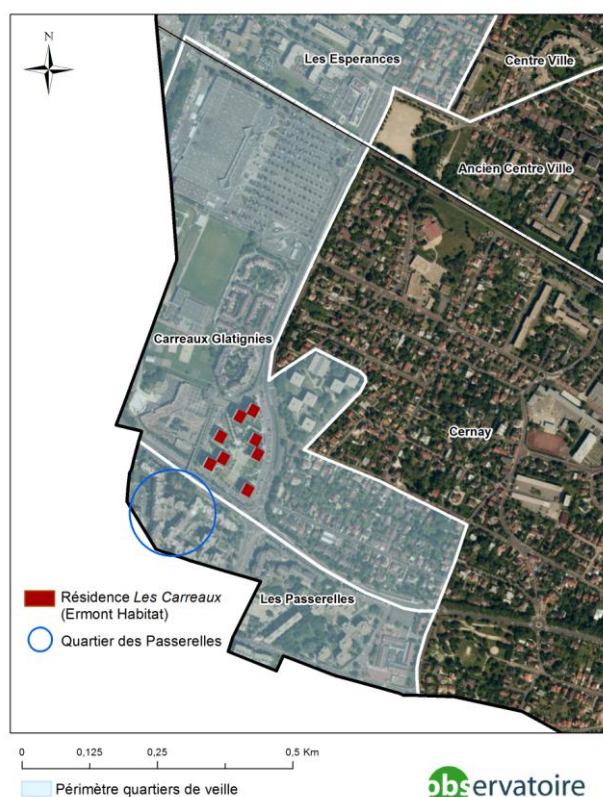 N
Les Esperances
Centre Ville
Ancien Centre Ville
Carreaux Glatignies
Cernay
Les Passerelles
Résidence Les Carreaux
(Ermont Habitat)
Quartier des Passerelles
0 0,125 0,25 0,5 Km
Périmètre quartiers de veille
observatoire